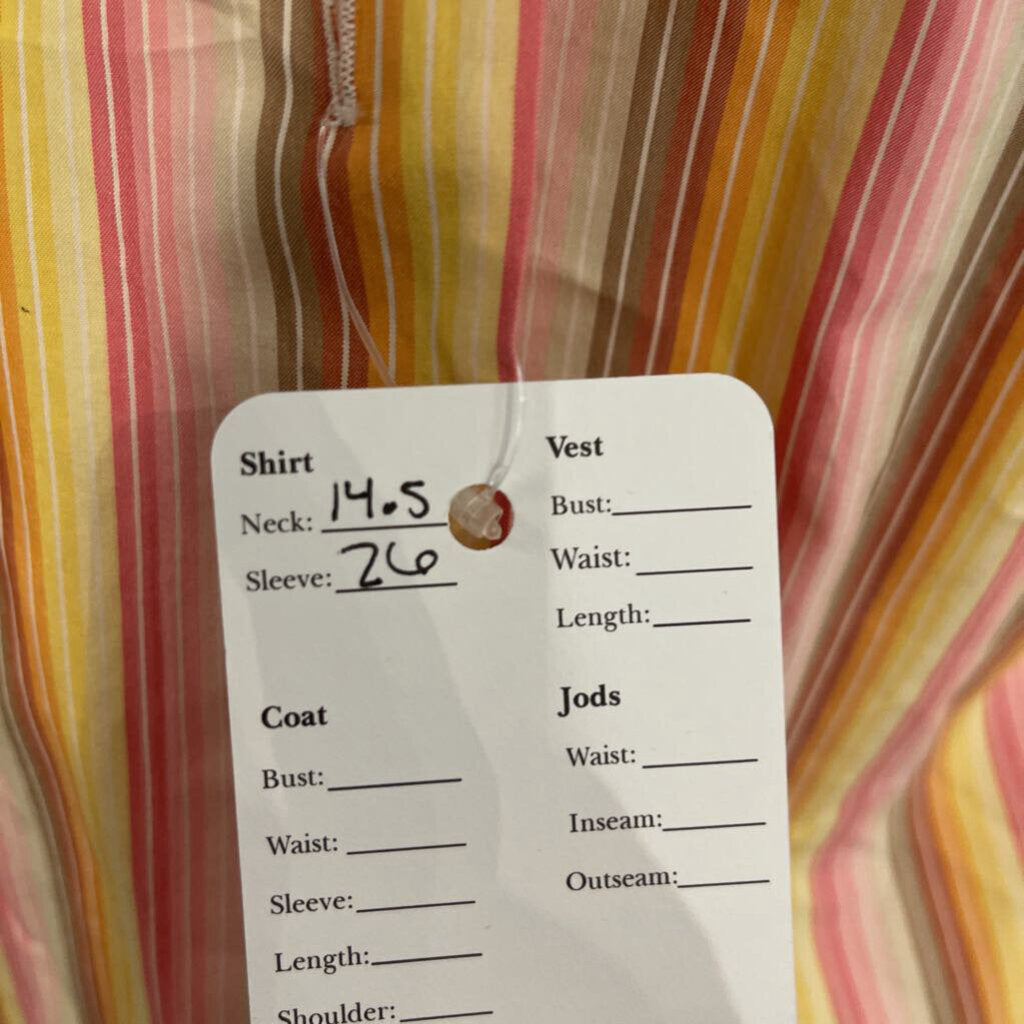 Shirt
Neck: 14.5
Sleeve: 26
Vest
Bust:
Waist:
Length:
Coat
Bust:
Waist:
Sleeve:
Length:
Shoulder:
Jods
Waist:
Inseam:
Outseam: